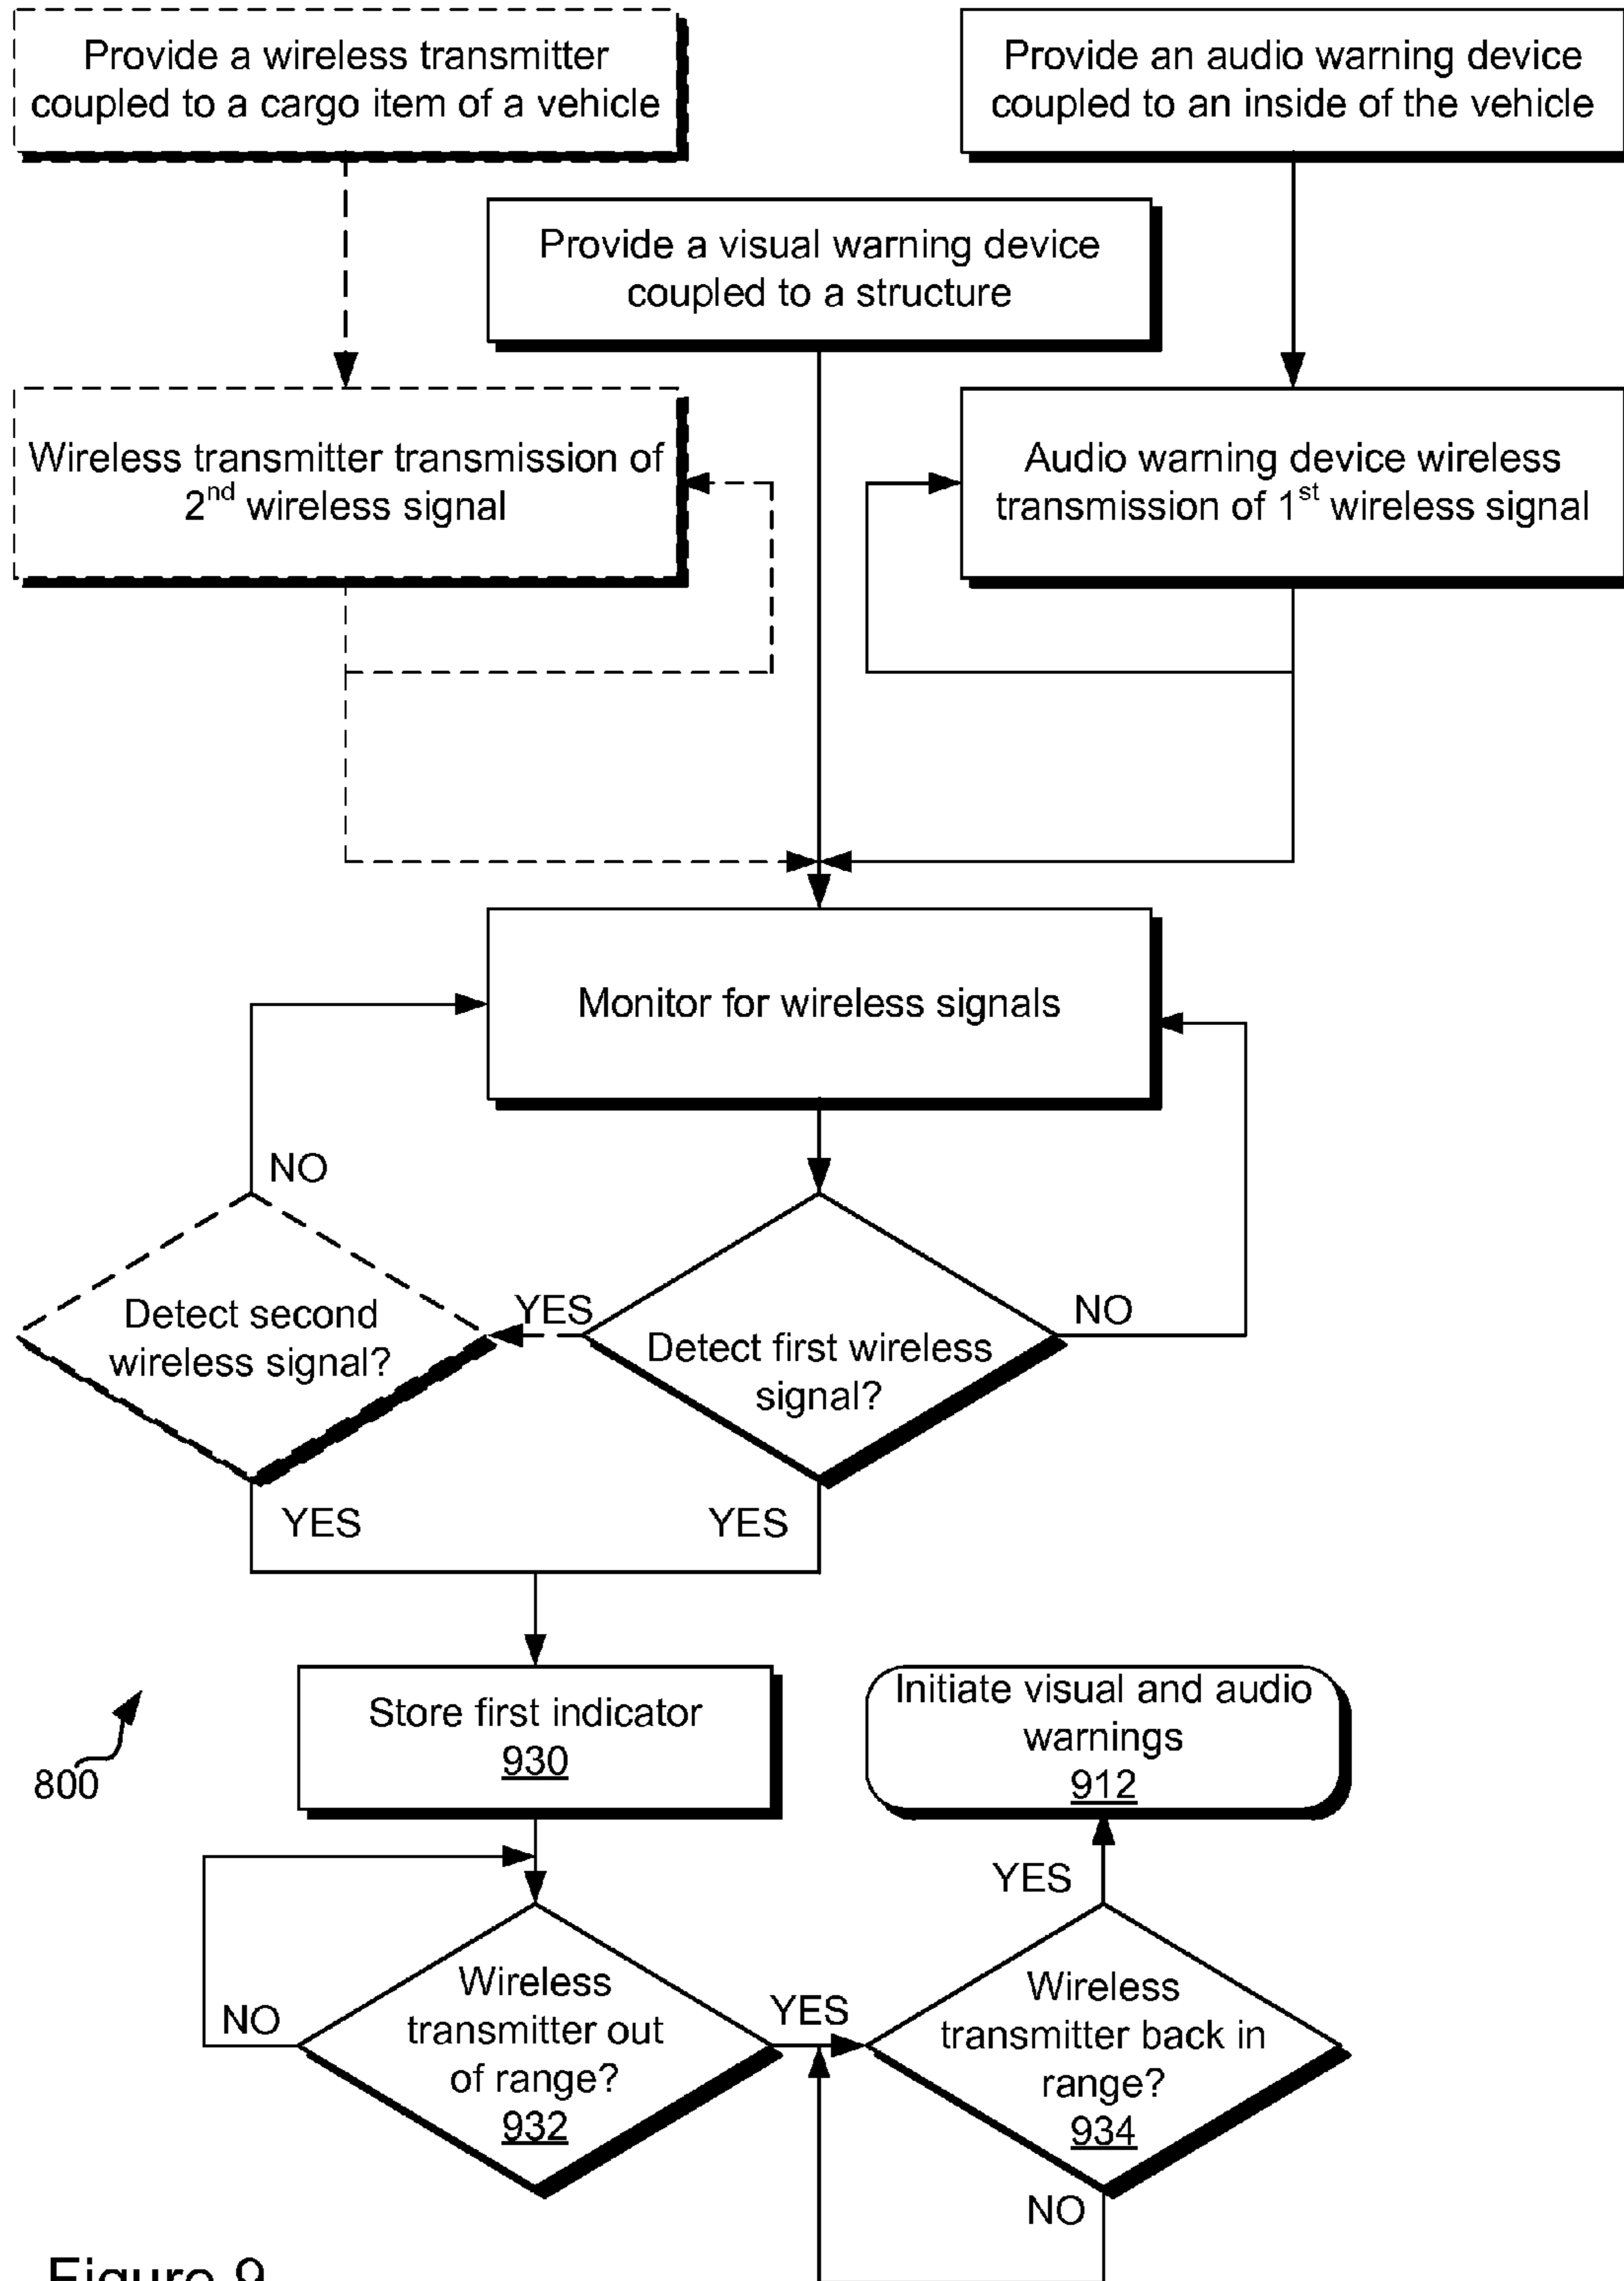 Provide a wireless transmitter
coupled to a cargo item of a vehicle
Provide an audio warning device
coupled to an inside of the vehicle
Provide a visual warning device
coupled to a structure
Wireless transmitter transmission of
2nd wireless signal
Audio warning device wireless
transmission of 1st wireless signal
Monitor for wireless signals
NO
Detect second
wireless signal?
YES
Detect first wireless
signal?
NO
YES
YES
Store first indicator
930
Initiate visual and audio
warnings
912
800
YES
Wireless
transmitter out
of range?
932
NO
YES
Wireless
transmitter back in
range?
934
NO
Figure 9